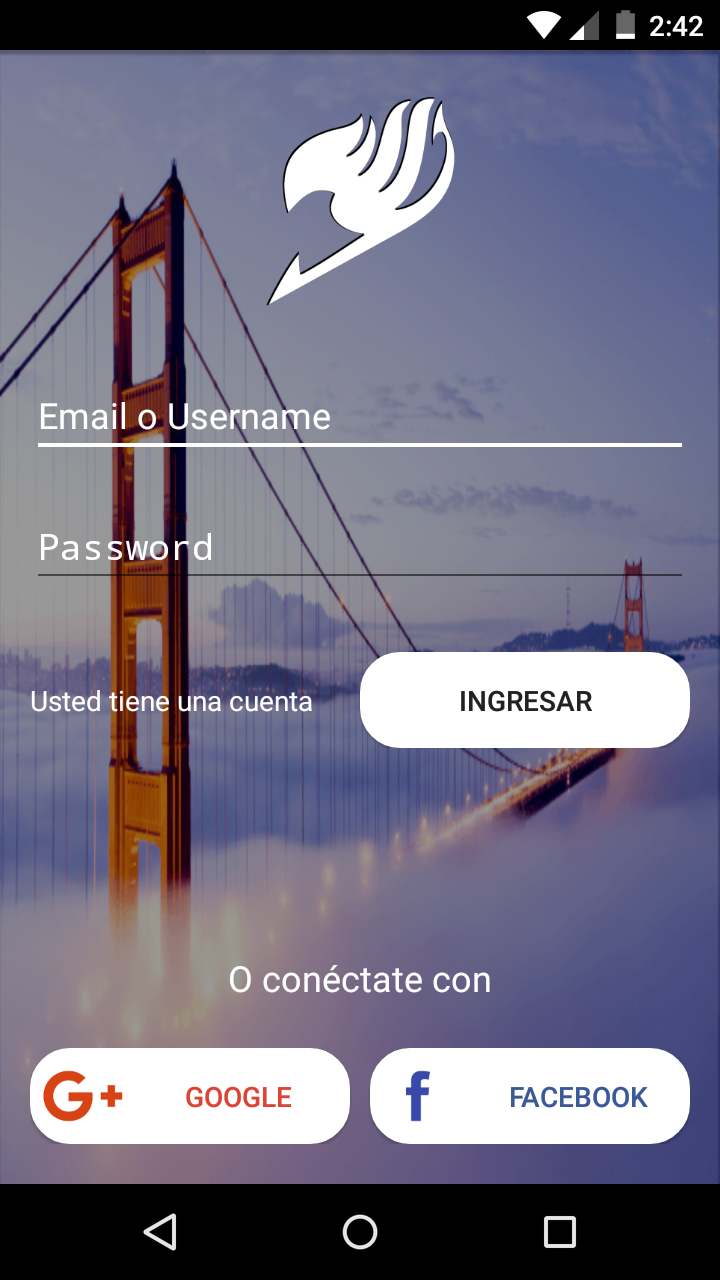 2:42
Email o Username
Password
Usted tiene una cuenta
INGRESAR
O conéctate con
G+ GOOGLE
f FACEBOOK